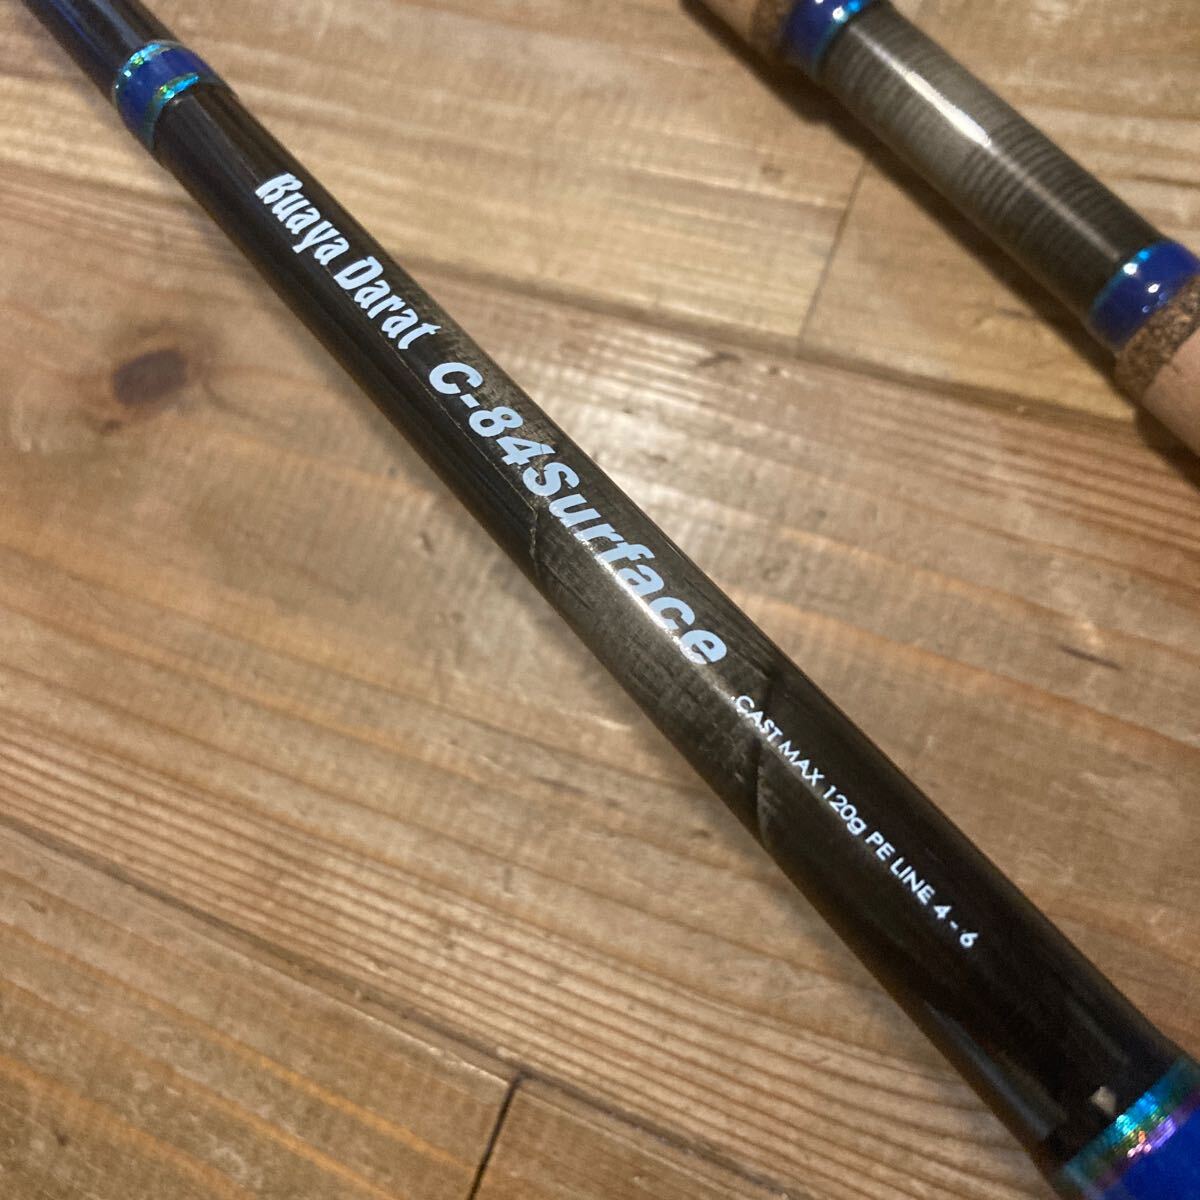 Buaya Darat C-84Surface
CAST MAX 120g PE LINE 4 - 6